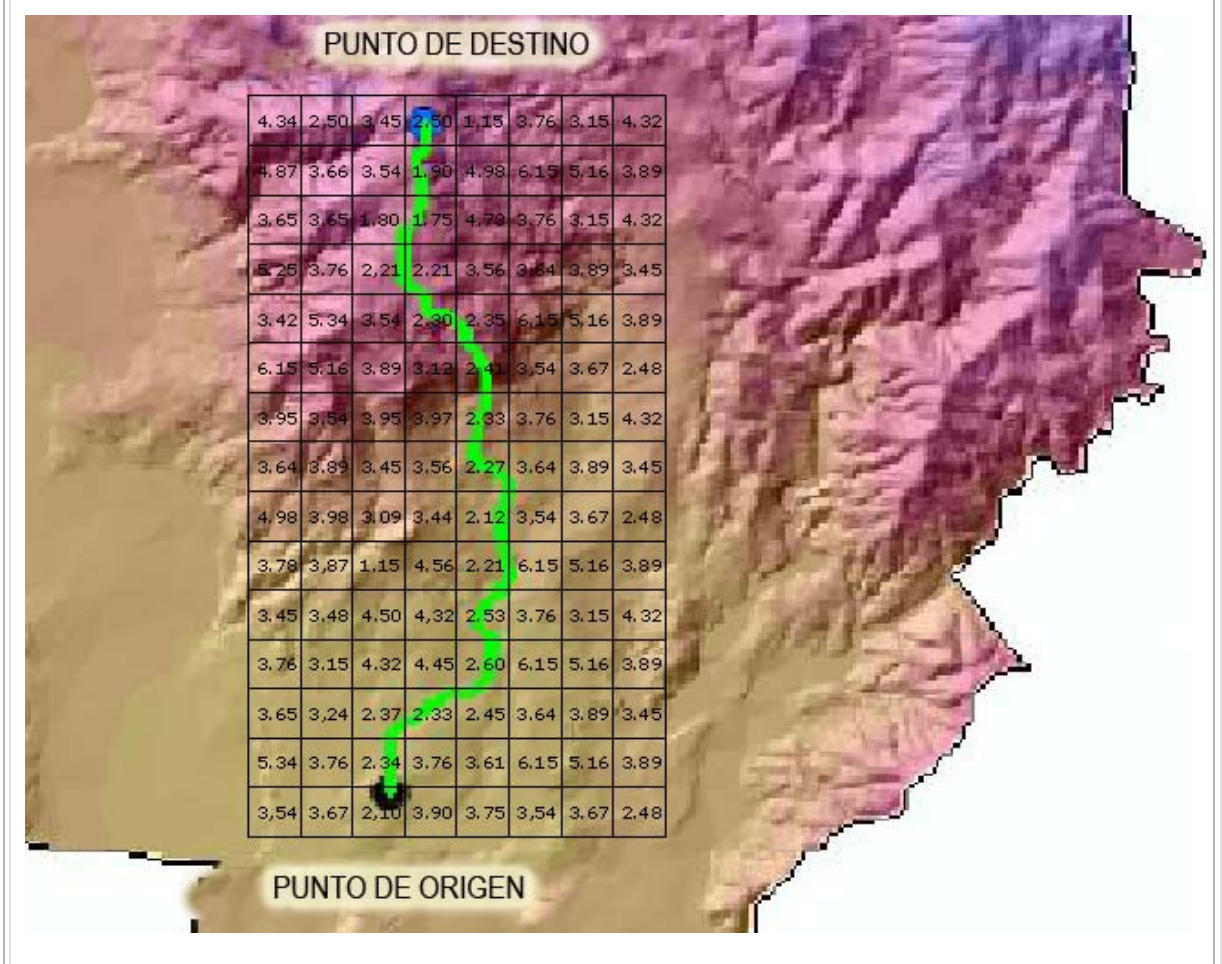 PUNTO DE DESTINO
4.34 2,50 3.45 2.50 1,15 3.76 3.15 4.32
4.87 3.66 3.54 1.90 4.98 6.15 5.16 3.89
3.65 3.65 1.80 1.75 4.73 3.76 3.15 4.32
5.25 3.76 2,21 2.21 3.56 3.64 3.89 3.45
3.42 5.34 3.54 2.30 2.35 6.15 5.16 3.89
6.15 5.16 3.89 3.12 2.41 3,54 3.67 2.48
3,95 3.54 3.95 3.97 2.33 3.76 3.15 4.32
3.64 3.89 3.45 3.56 2.27 3.64 3.89 3.45
4.98 3.98 3.09 3.44 2.12 3,54 3.67 2.48
3.78 3,87 1.15 4.56 2.21 6.15 5.16 3.89
3.45 3.48 4.50 4,32 2.53 3.76 3.15 4.32
3.76 3.15 4.32 4.45 2.60 6.15 5.16 3.89
3.65 3,24 2.37 2.33 2.45 3.64 3.89 3.45
5.34 3.76 2.34 3.76 3.61 6.15 5.16 3.89
3,54 3.67 2,10 3.90 3.75 3,54 3.67 2.48
PUNTO DE ORIGEN